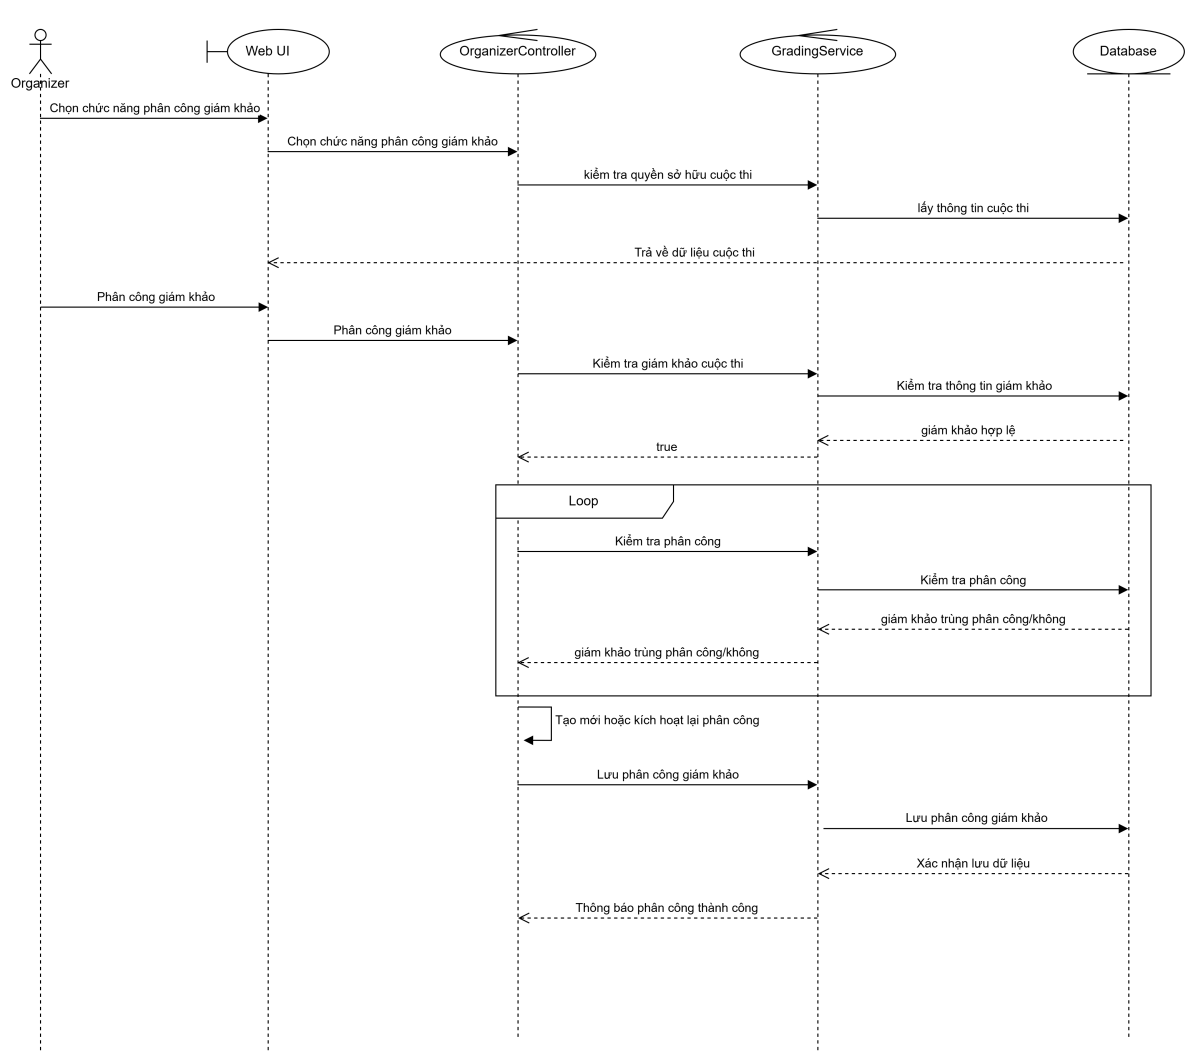 Organizer
Web UI
OrganizerController
GradingService
Database
Chọn chức năng phân công giám khảo
Chọn chức năng phân công giám khảo
kiểm tra quyền sở hữu cuộc thi
lấy thông tin cuộc thi
Trả về dữ liệu cuộc thi
Phân công giám khảo
Phân công giám khảo
Kiểm tra giám khảo cuộc thi
Kiểm tra thông tin giám khảo
giám khảo hợp lệ
true
Loop
Kiểm tra phân công
Kiểm tra phân công
giám khảo trùng phân công/không
giám khảo trùng phân công/không
Tạo mới hoặc kích hoạt lại phân công
Lưu phân công giám khảo
Lưu phân công giám khảo
Xác nhận lưu dữ liệu
Thông báo phân công thành công